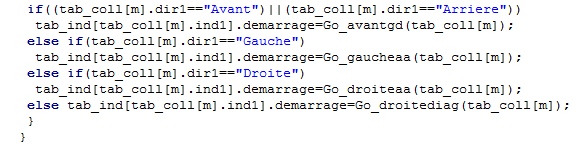 if((tab_coll[m].dir1=="Avant")||(tab_coll[m].dir1=="Arriere"))
tab_ind[tab_coll[m].ind1].demarrage=Go_avantgd(tab_coll[m]);
else if(tab_coll[m].dir1=="Gauche")
tab_ind[tab_coll[m].ind1].demarrage=Go_gaucheaa(tab_coll[m]);
else if(tab_coll[m].dir1=="Droite")
tab_ind[tab_coll[m].ind1].demarrage=Go_droiteaa(tab_coll[m]);
else tab_ind[tab_coll[m].ind1].demarrage=Go_droitediag(tab_coll[m]);
}
}